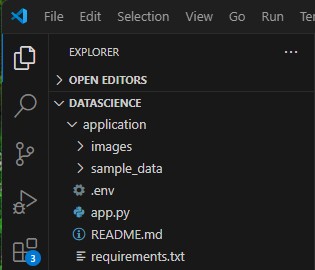 File Edit Selection View Go Run
EXPLORER ...
OPEN EDITORS
DATASCIENCE
application
images
sample_data
.env
app.py
README.md
requirements.txt
3